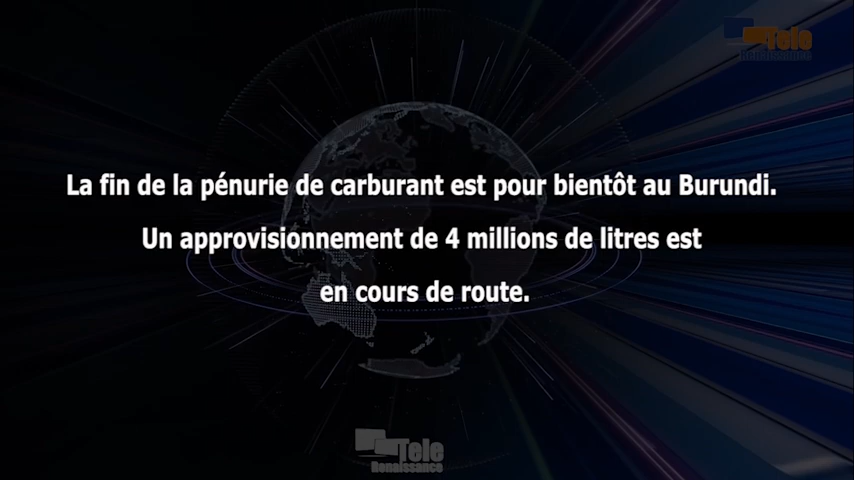 Tele
Renaissance
La fin de la pénurie de carburant est pour bientôt au Burundi.
Un approvisionnement de 4 millions de litres est
en cours de route.
Tele
Renaissance